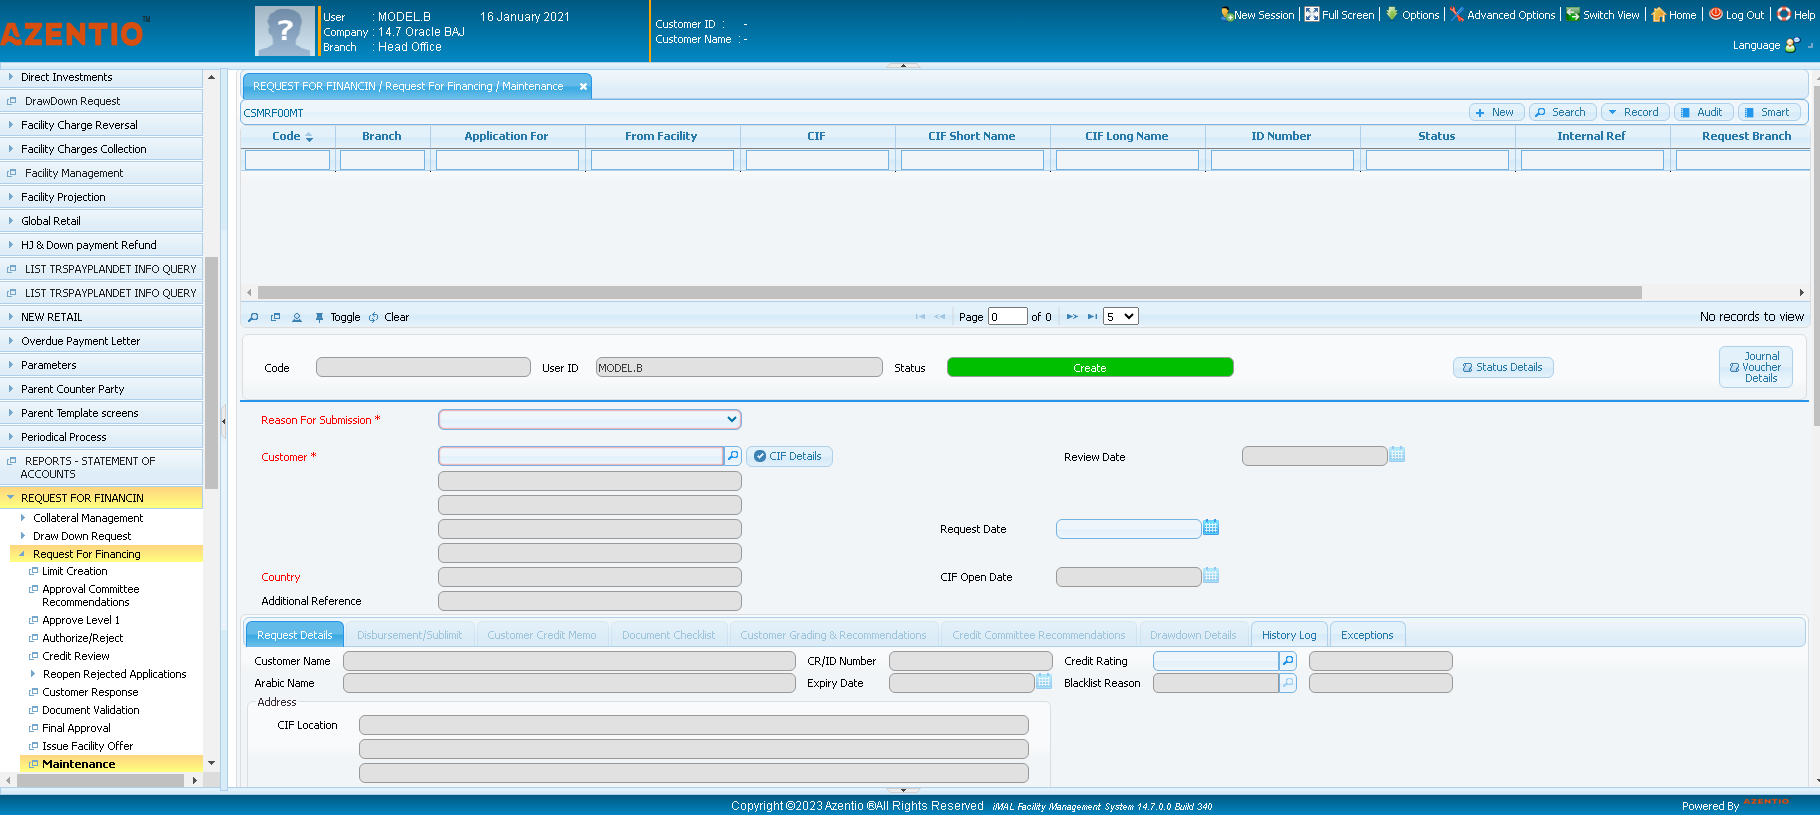 AZENTIO™
User : MODEL.B 16 January 2021
Company : 14.7 Oracle BAJ
Branch : Head Office
Customer ID : -
Customer Name : -
New Session Full Screen Options Advanced Options Switch View Home Log Out Help
Language
Direct Investments
DrawDown Request
Facility Charge Reversal
Facility Charges Collection
Facility Management
Facility Projection
Global Retail
HJ & Down payment Refund
LIST TRSPAYPLANDET INFO QUERY
LIST TRSPAYPLANDET INFO QUERY
NEW RETAIL
Overdue Payment Letter
Parameters
Parent Counter Party
Parent Template screens
Periodical Process
REPORTS - STATEMENT OF
ACCOUNTS
REQUEST FOR FINANCIN
Collateral Management
Draw Down Request
Request For Financing
Limit Creation
Approval Committee
Recommendations
Approve Level 1
Authorize/Reject
Credit Review
Reopen Rejected Applications
Customer Response
Document Validation
Final Approval
Issue Facility Offer
Maintenance
REQUEST FOR FINANCIN / Request For Financing / Maintenance
CSMRF00MT
New Search Record Audit Smart
Code Branch Application For From Facility CIF CIF Short Name CIF Long Name ID Number Status Internal Ref Request Branch
Toggle Clear
Page 0 of 0 5
No records to view
Code User ID MODEL.B Status Create Status Details
Journal
Voucher
Details
Reason For Submission *
Customer * CIF Details Review Date
Request Date
Country CIF Open Date
Additional Reference
Request Details Disbursement/Sublimit Customer Credit Memo Document Checklist Customer Grading & Recommendations Credit Committee Recommendations Drawdown Details History Log Exceptions
Customer Name CR/ID Number Credit Rating
Arabic Name Expiry Date Blacklist Reason
Address
CIF Location
Copyright ©2023 Azentio ®All Rights Reserved iMAL Facility Management System 14.7.0.0 Build 340
Powered By AZENTIO